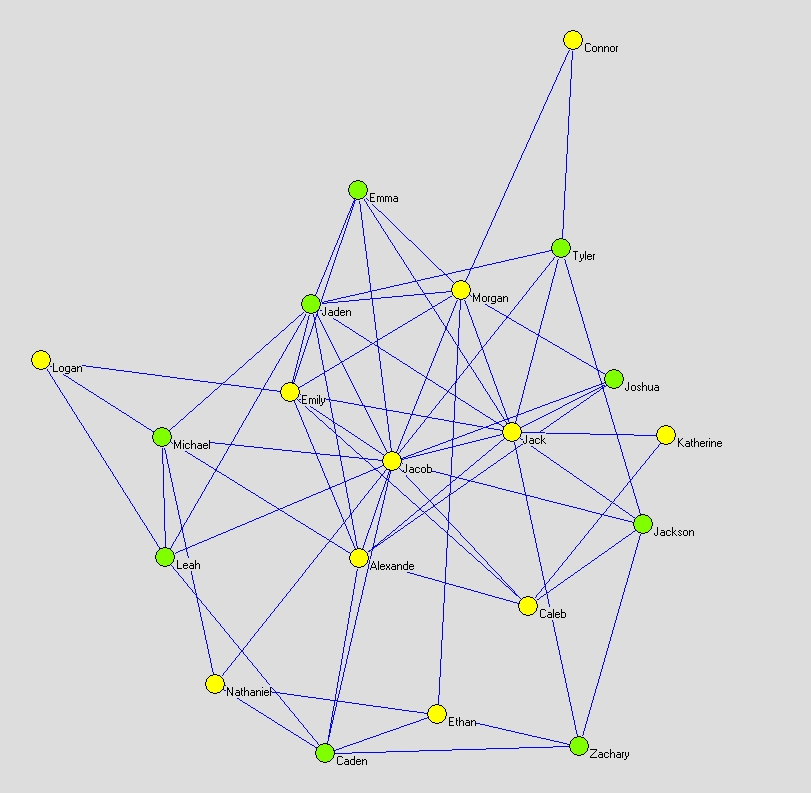 Connor
Emma
Tyler
Morgan
Jaden
Logan
Joshua
Emily
Jack
Katherine
Michael
Jacob
Jackson
Leah
Alexande
Caleb
Nathaniel
Ethan
Zachary
Caden